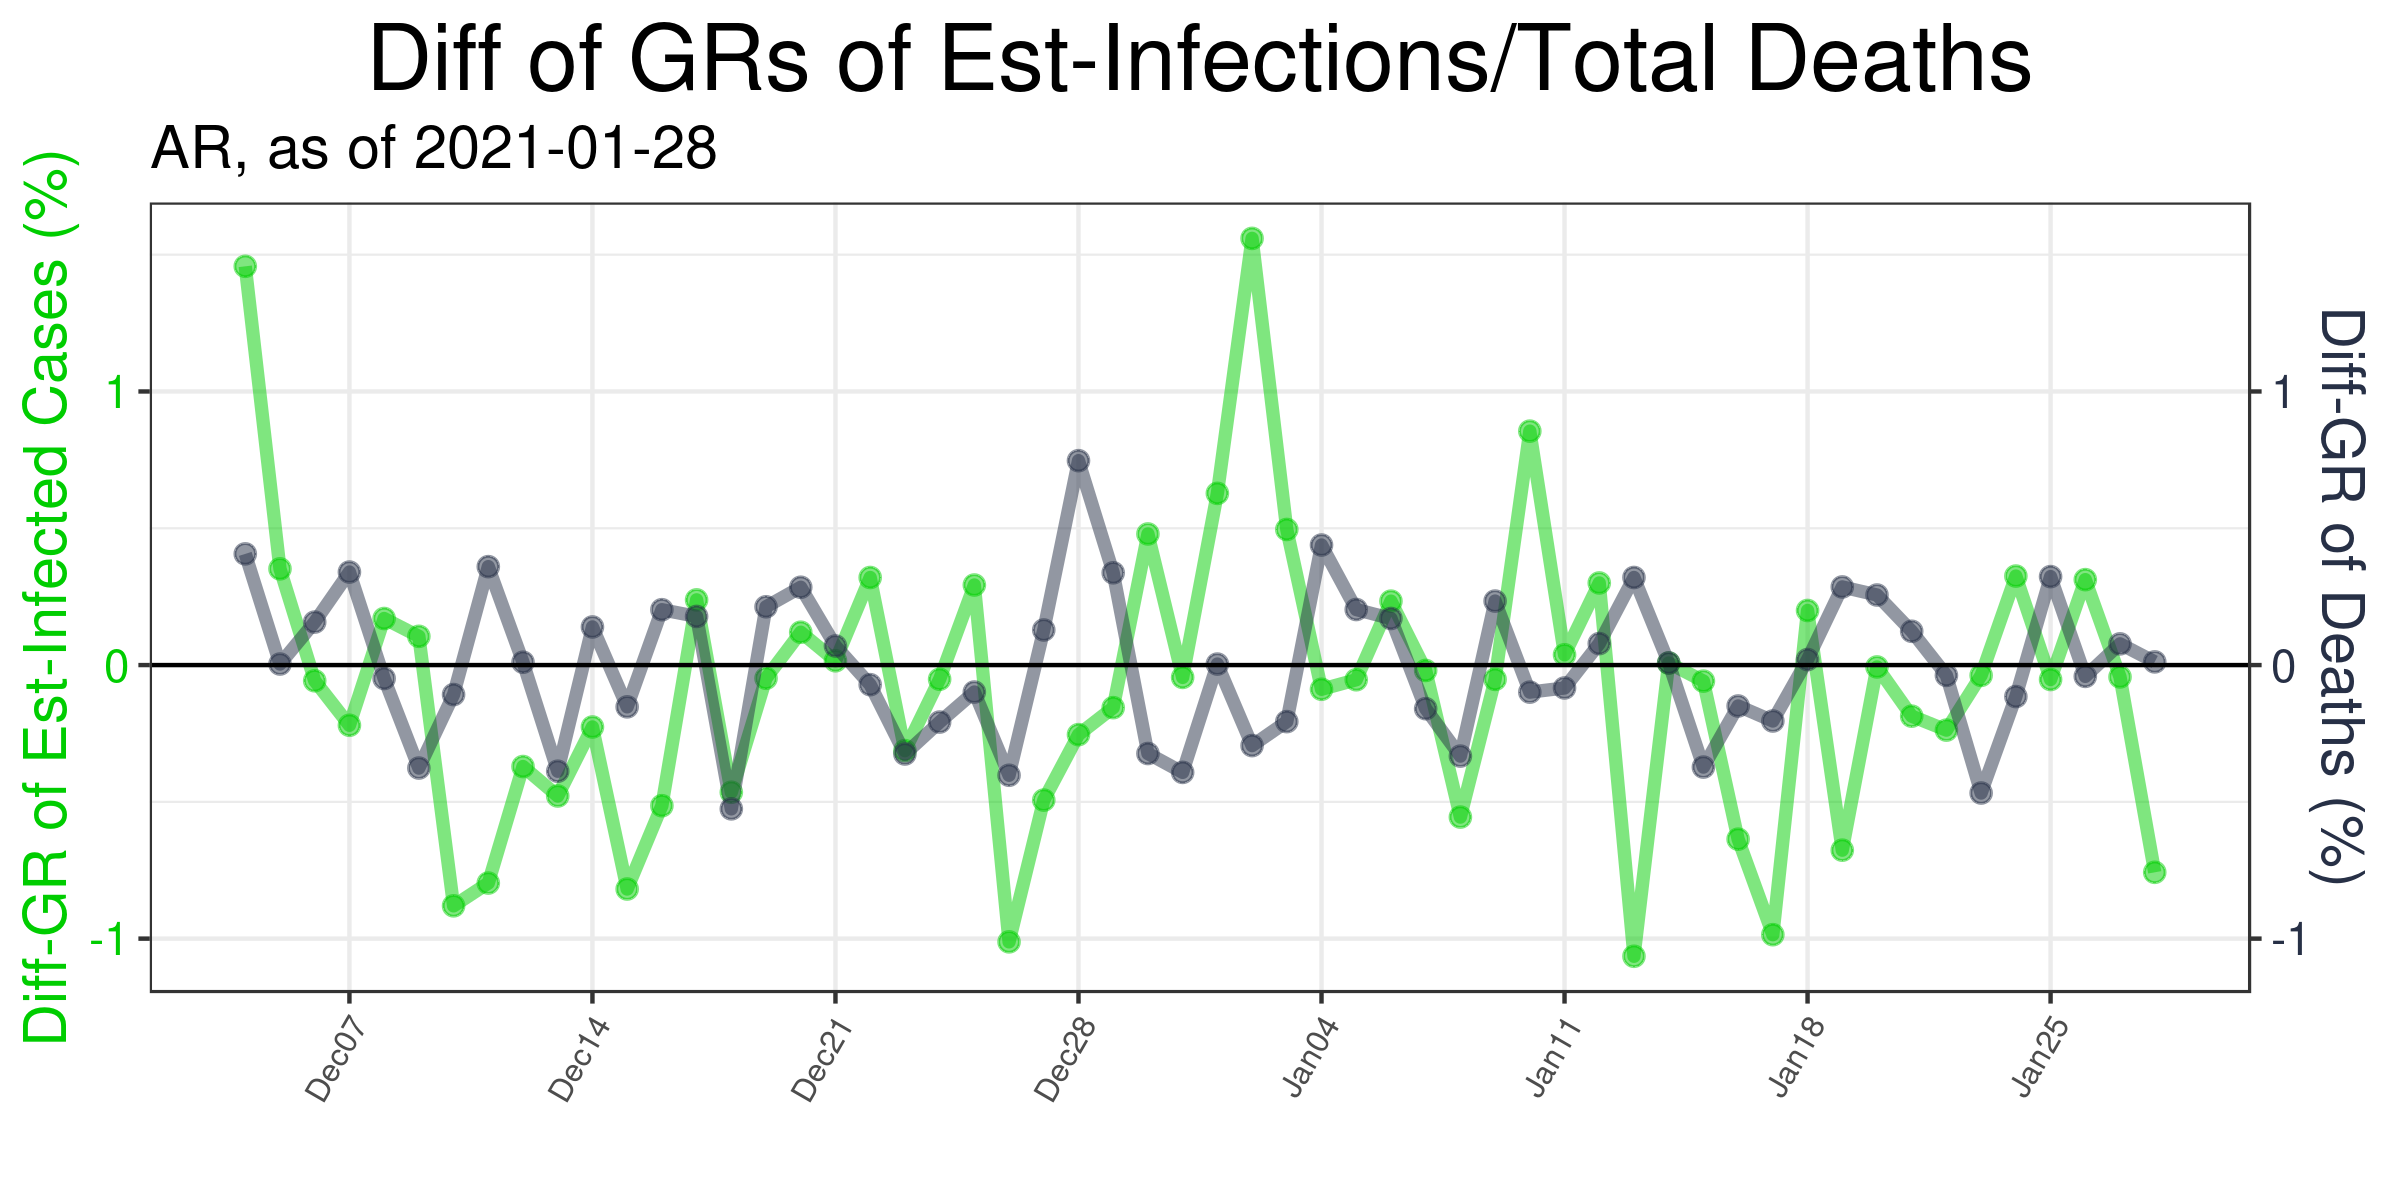 Diff of GRs of Est-Infections/Total Deaths
AR, as of 2021-01-28
Diff-GR of Est-Infected Cases (%)
1
0
-1
1
0
-1
Diff-GR of Deaths (%)
Dec07
Dec14
Dec21
Dec28
Jan04
Jan11
Jan18
Jan25